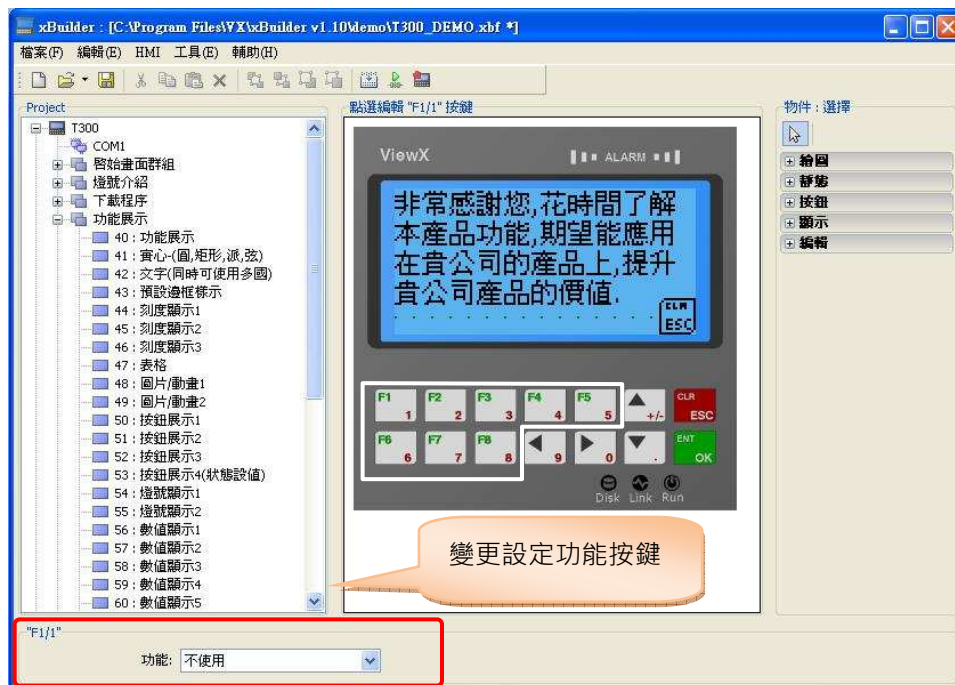 xBuilder : [C:\Program Files\VX\xBuilder v1.10\demo\T300_DEMO.xbf *]
檔案(F) 編輯(E) HMI 工具(E) 輔助(H)
Project
T300
COM1
啓始畫面群組
燈號介紹
下載程序
功能展示
40 : 功能展示
41 : 實心-(圓,矩形,派,弦)
42 : 文字(同時可使用多國)
43 : 預設邊框樣示
44 : 刻度顯示1
45 : 刻度顯示2
46 : 刻度顯示3
47 : 表格
48 : 圖片/動畫1
49 : 圖片/動畫2
50 : 按鈕展示1
51 : 按鈕展示2
52 : 按鈕展示3
53 : 按鈕展示4(狀態設值)
54 : 燈號顯示1
55 : 燈號顯示2
56 : 數值顯示1
57 : 數值顯示2
58 : 數值顯示3
59 : 數值顯示4
60 : 數值顯示5
點選編輯 "F1/1" 按鍵
ViewX ALARM
非常感謝您,花時間了解
本產品功能,期望能應用
在貴公司的產品上,提升
貴公司產品的價值.
CLR
ESC
F1 1 F2 2 F3 3 F4 4 F5 5 +/- CLR ESC
F6 6 F7 7 F8 8 9 0 . ENT OK
Disk Link Run
變更設定功能按鍵
物件 : 選擇
繪圖
靜態
按鈕
顯示
編輯
"F1/1"
功能: 不使用